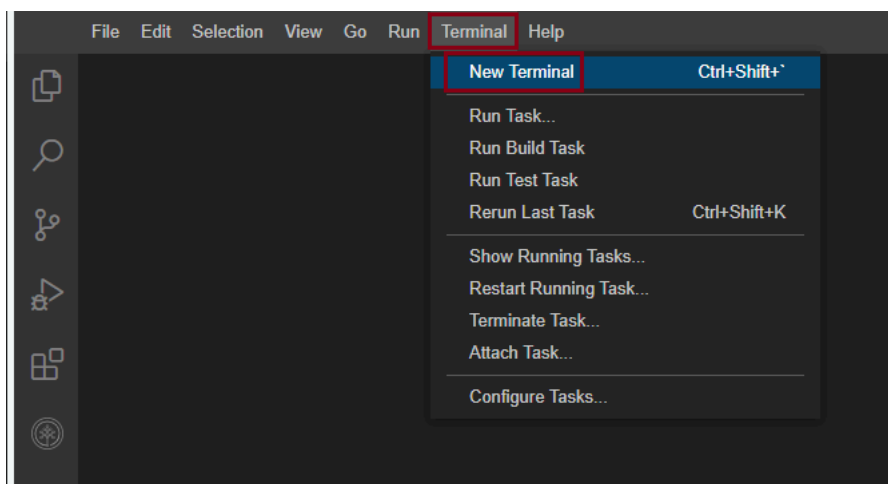 File Edit Selection View Go Run Terminal Help
New Terminal Ctrl+Shift+`
Run Task...
Run Build Task
Run Test Task
Rerun Last Task Ctrl+Shift+K
Show Running Tasks...
Restart Running Task...
Terminate Task...
Attach Task...
Configure Tasks...